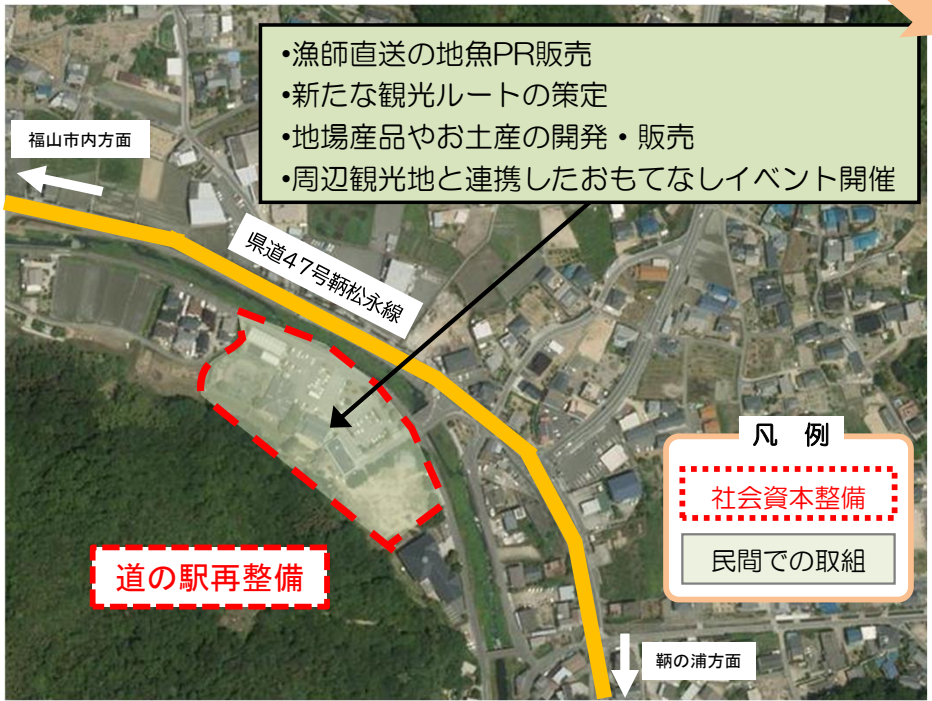 •漁師直送の地魚PR販売
•新たな観光ルートの策定
•地場産品やお土産の開発・販売
•周辺観光地と連携したおもてなしイベント開催
福山市内方面
県道47号鞆松永線
凡 例
社会資本整備
民間での取組
道の駅再整備
鞆の浦方面